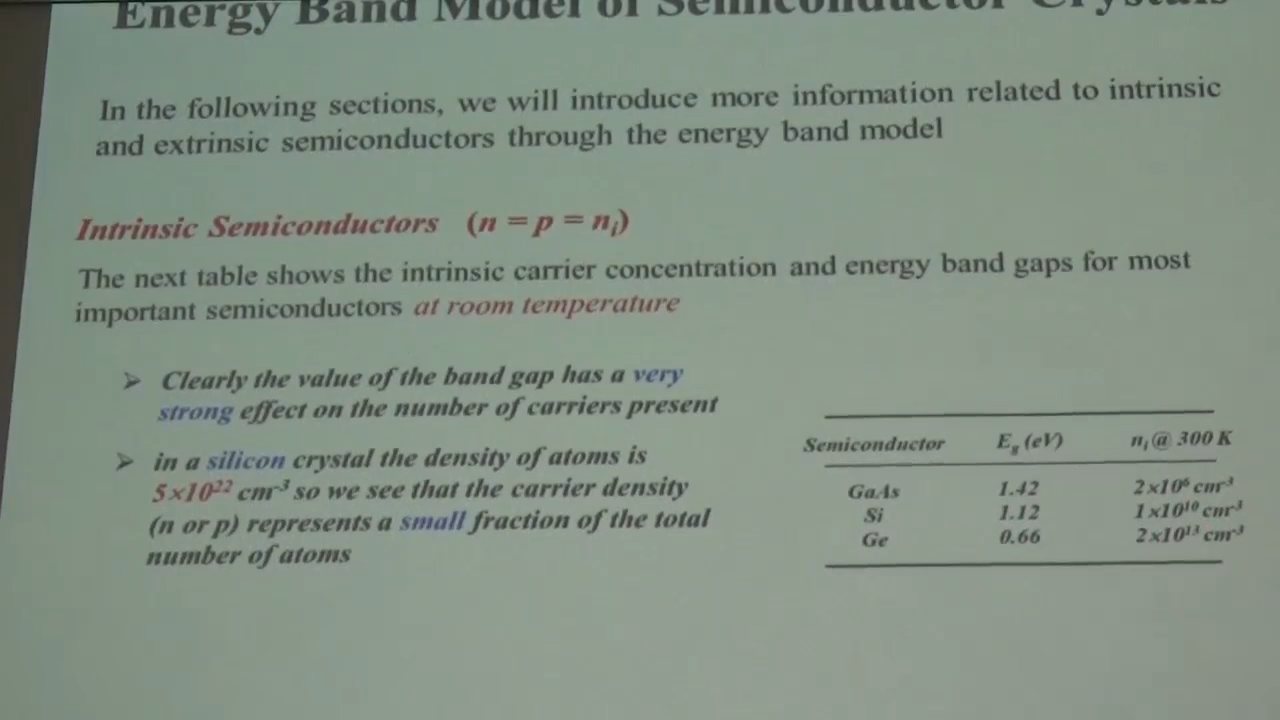 Energy Band Model of Semiconductor Crystals
In the following sections, we will introduce more information related to intrinsic
and extrinsic semiconductors through the energy band model
Intrinsic Semiconductors (n = p = nᵢ)
The next table shows the intrinsic carrier concentration and energy band gaps for most
important semiconductors at room temperature
➢ Clearly the value of the band gap has a very
strong effect on the number of carriers present
➢ in a silicon crystal the density of atoms is
5×10²² cm⁻³ so we see that the carrier density
(n or p) represents a small fraction of the total
number of atoms
Semiconductor E_g (eV) nᵢ @ 300 K
GaAs 1.42 2×10⁶ cm⁻³
Si 1.12 1×10¹⁰ cm⁻³
Ge 0.66 2×10¹³ cm⁻³